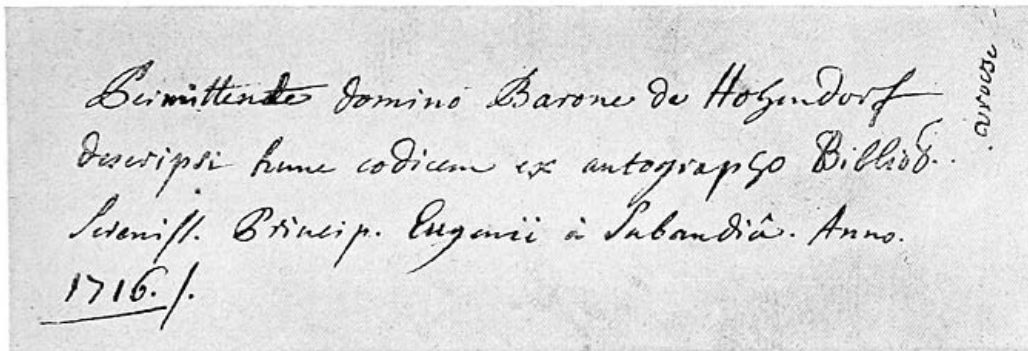 Permittente domino Barone de Hohendorf
descripsi hunc codicem ex autographo Biblioth.
Sereniss. Princip. Eugenii à Sabaudiâ. Anno.
1716. /.